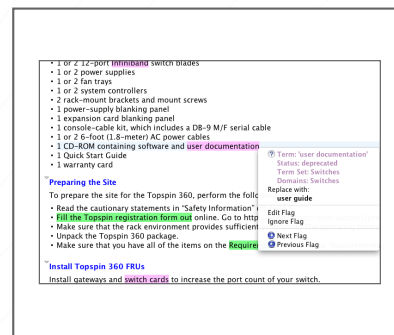 • 1 or 2 12-port Infiniband switch blades
• 1 or 2 power supplies
• 1 or 2 fan trays
• 1 or 2 system controllers
• 2 rack-mount brackets and mount screws
• 1 power-supply blanking panel
• 1 expansion card blanking panel
• 1 console-cable kit, which includes a DB-9 M/F serial cable
• 1 or 2 6-foot (1.8-meter) AC power cables
• 1 CD-ROM containing software and user documentation
• 1 Quick Start Guide
• 1 warranty card
? Term: 'user documentation'
Status: deprecated
Term Set: Switches
Domains: Switches
Replace with:
user guide
Edit Flag
Ignore Flag
Next Flag
Previous Flag
Preparing the Site
To prepare the site for the Topspin 360, perform the
• Read the cautionary statements in "Safety Information"
• Fill the Topspin registration form out online. Go to
• Make sure that the rack environment provides sufficient
• Unpack the Topspin 360 package.
• Make sure that you have all of the items on the
Install Topspin 360 FRUs
Install gateways and switch cards to increase the port count of your switch.